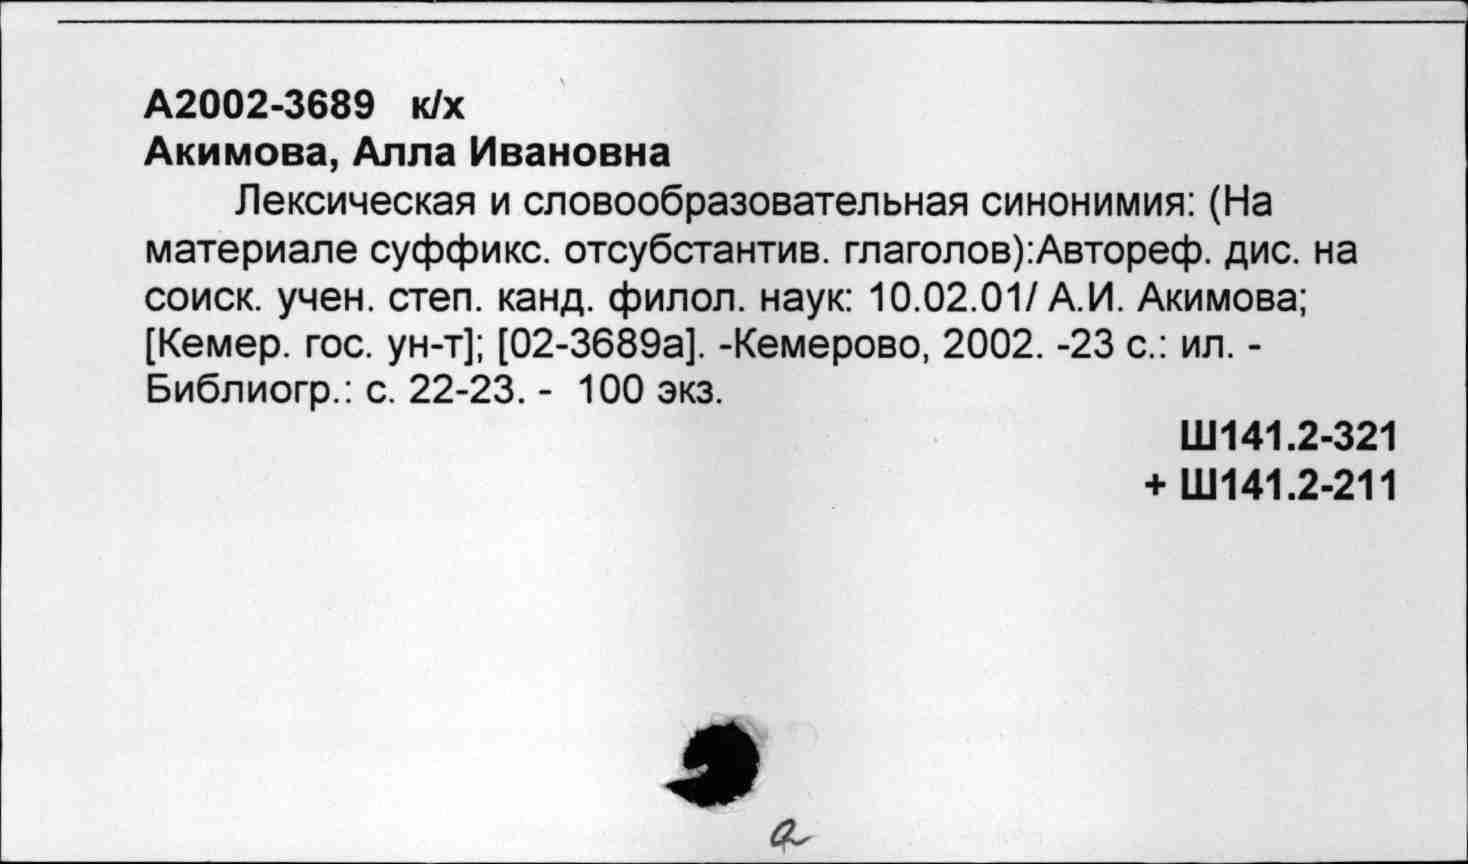 А2002-3689 к/х
Акимова, Алла Ивановна
Лексическая и словообразовательная синонимия: (На
материале суффикс. отсубстантив. глаголов):Автореф. дис. на
соиск. учен. степ. канд. филол. наук: 10.02.01/ А.И. Акимова;
[Кемер. гос. ун-т]; [02-3689а]. -Кемерово, 2002. -23 с.: ил. -
Библиогр.: с. 22-23. - 100 экз.
Ш141.2-321
+ Ш141.2-211
а